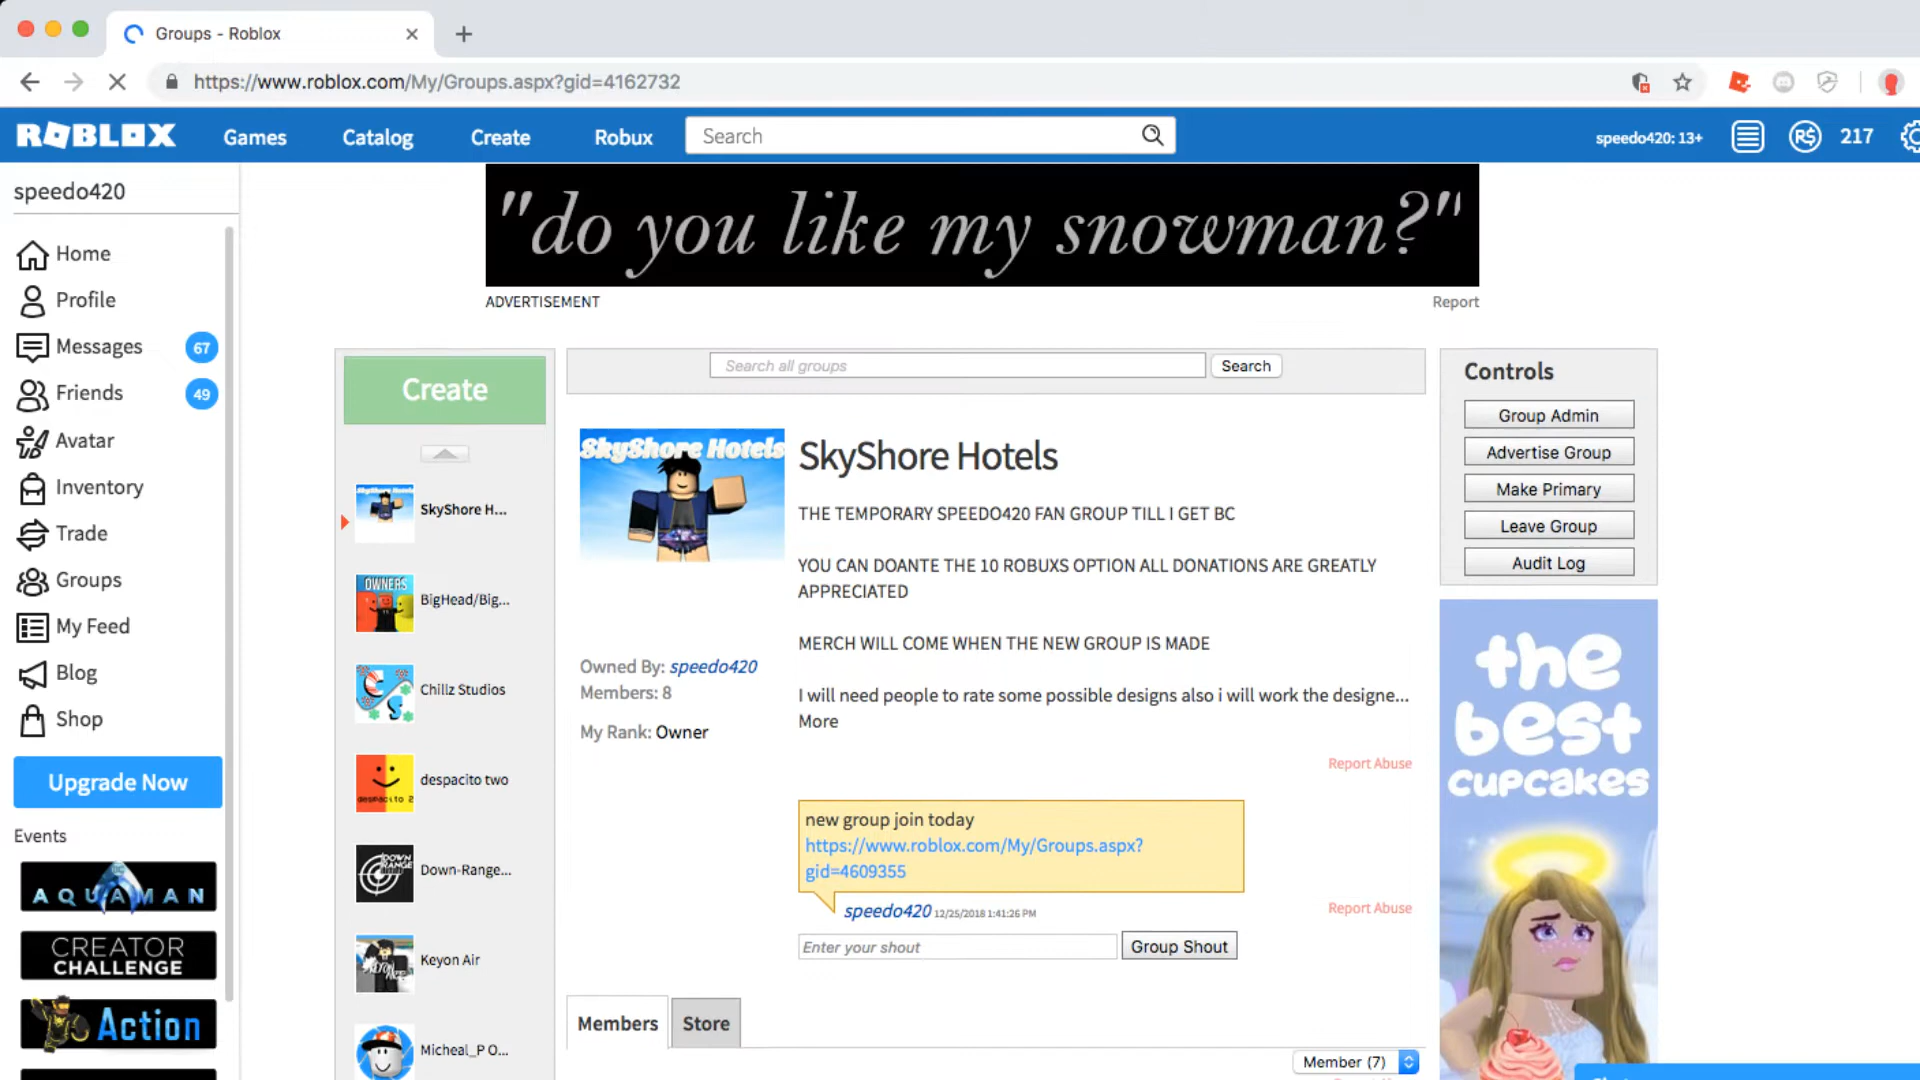 Groups - Roblox
https://www.roblox.com/My/Groups.aspx?gid=4162732
ROBLOX
Games
Catalog
Create
Robux
Search
speedo420: 13+
R$
217
speedo420
Home
Profile
Messages
67
Friends
49
Avatar
Inventory
Trade
Groups
My Feed
Blog
Shop
Upgrade Now
Events
AQUAMAN
CREATOR
CHALLENGE
Action
"do you like my snowman?"
ADVERTISEMENT
Report
Create
SkyShore H...
OWNERS
BigHead/Big...
Chillz Studios
despacito two
despacito 2
DOWN
RANGE
Down-Range...
Keyon Air
Micheal_P O...
Search all groups
Search
SkyShore Hotels
SkyShore Hotels
THE TEMPORARY SPEEDO420 FAN GROUP TILL I GET BC
YOU CAN DOANTE THE 10 ROBUXS OPTION ALL DONATIONS ARE GREATLY
APPRECIATED
MERCH WILL COME WHEN THE NEW GROUP IS MADE
I will need people to rate some possible designs also i will work the designe...
More
Owned By: speedo420
Members: 8
My Rank: Owner
Report Abuse
new group join today
https://www.roblox.com/My/Groups.aspx?
gid=4609355
speedo420 12/25/2018 1:41:26 PM
Report Abuse
Enter your shout
Group Shout
Members
Store
Member (7)
Controls
Group Admin
Advertise Group
Make Primary
Leave Group
Audit Log
the
best
cupcakes